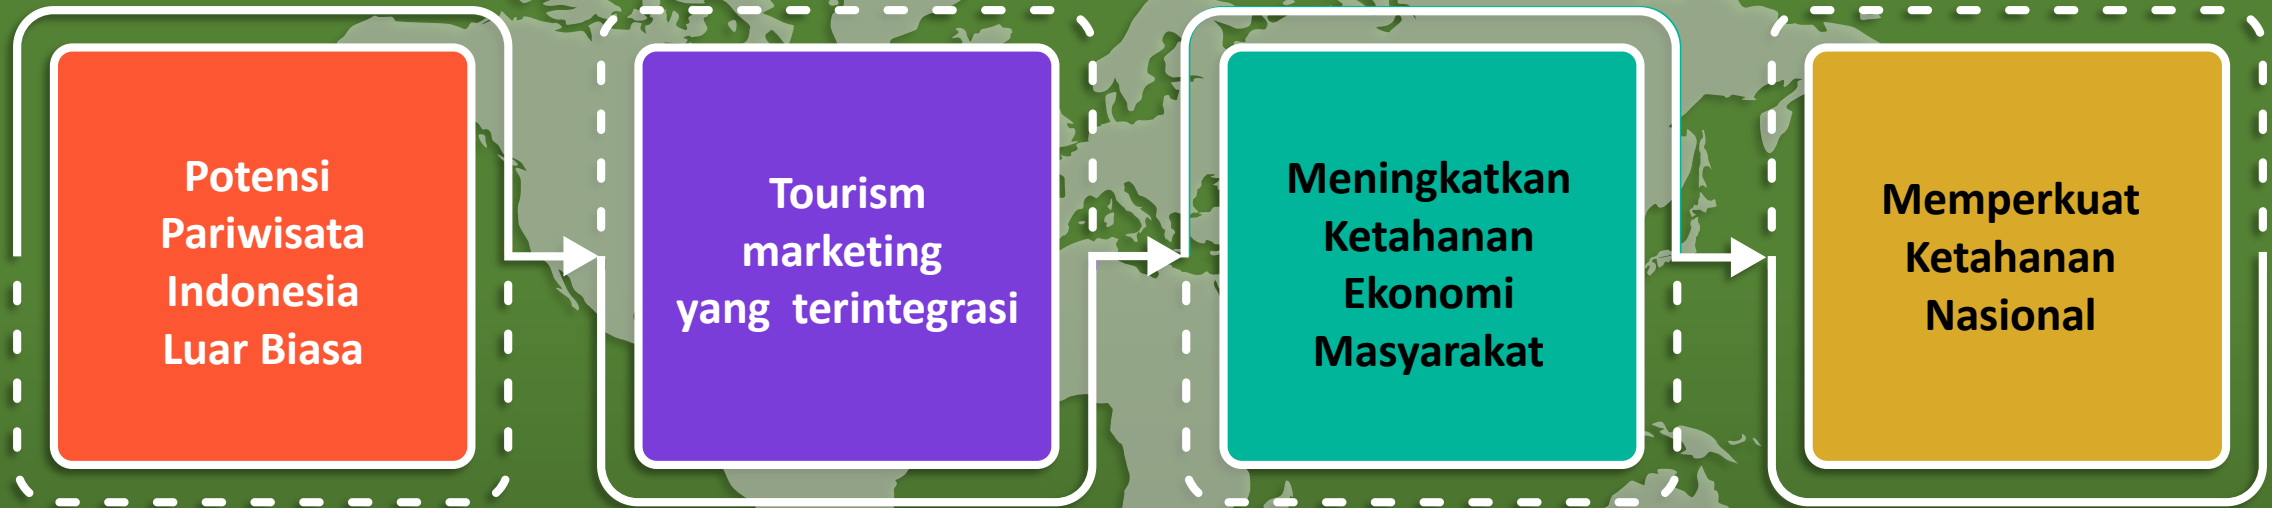 Potensi
Pariwisata
Indonesia
Luar Biasa
Tourism
marketing
yang terintegrasi
Meningkatkan
Ketahanan
Ekonomi
Masyarakat
Memperkuat
Ketahanan
Nasional